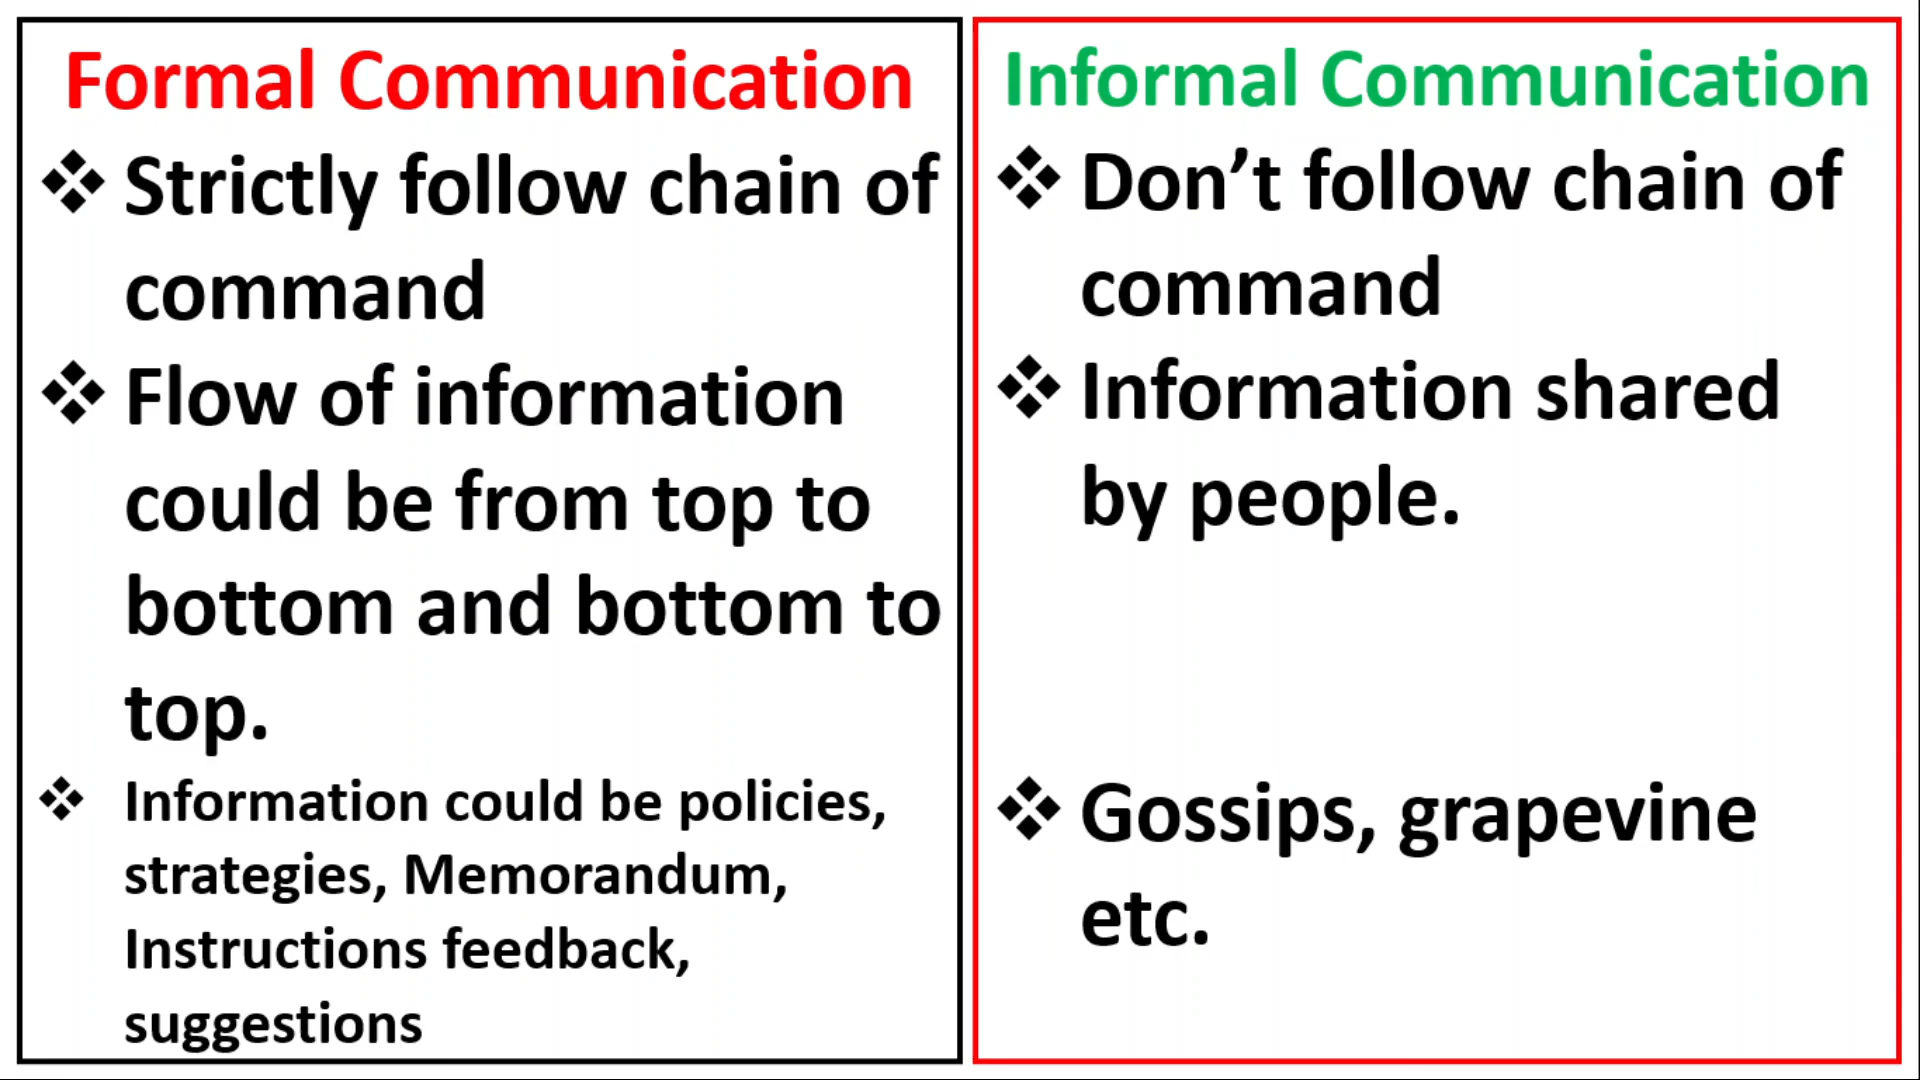 Formal Communication
❖ Strictly follow chain of
command
❖ Flow of information
could be from top to
bottom and bottom to
top.
❖ Information could be policies,
strategies, Memorandum,
Instructions feedback,
suggestions
Informal Communication
❖ Don’t follow chain of
command
❖ Information shared
by people.
❖ Gossips, grapevine
etc.